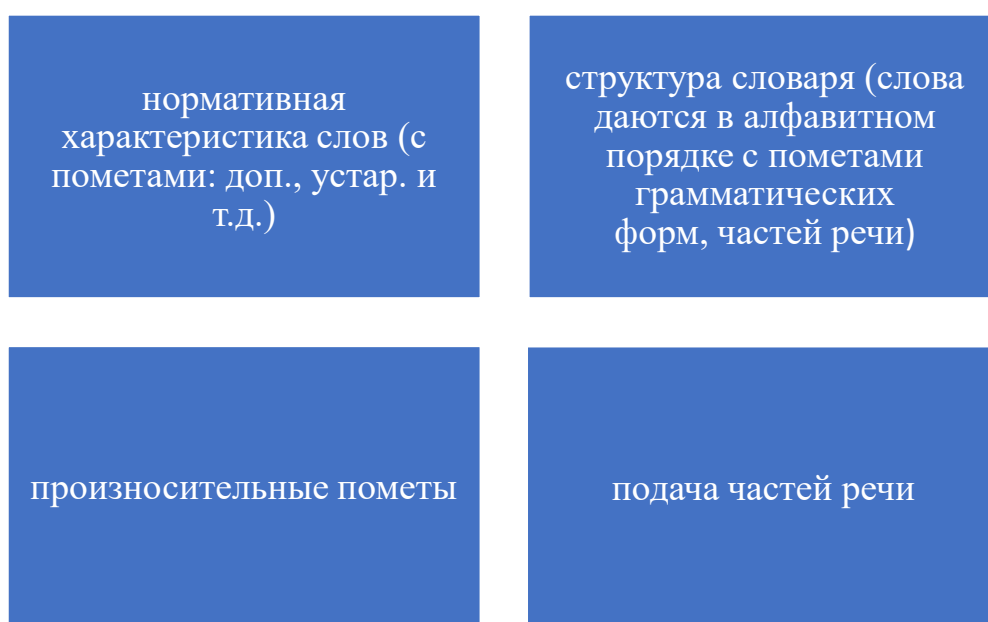 нормативная
характеристика слов (с
пометами: доп., устар. и
т.д.)
структура словаря (слова
даются в алфавитном
порядке с пометами
грамматических
форм, частей речи)
произносительные пометы
подача частей речи